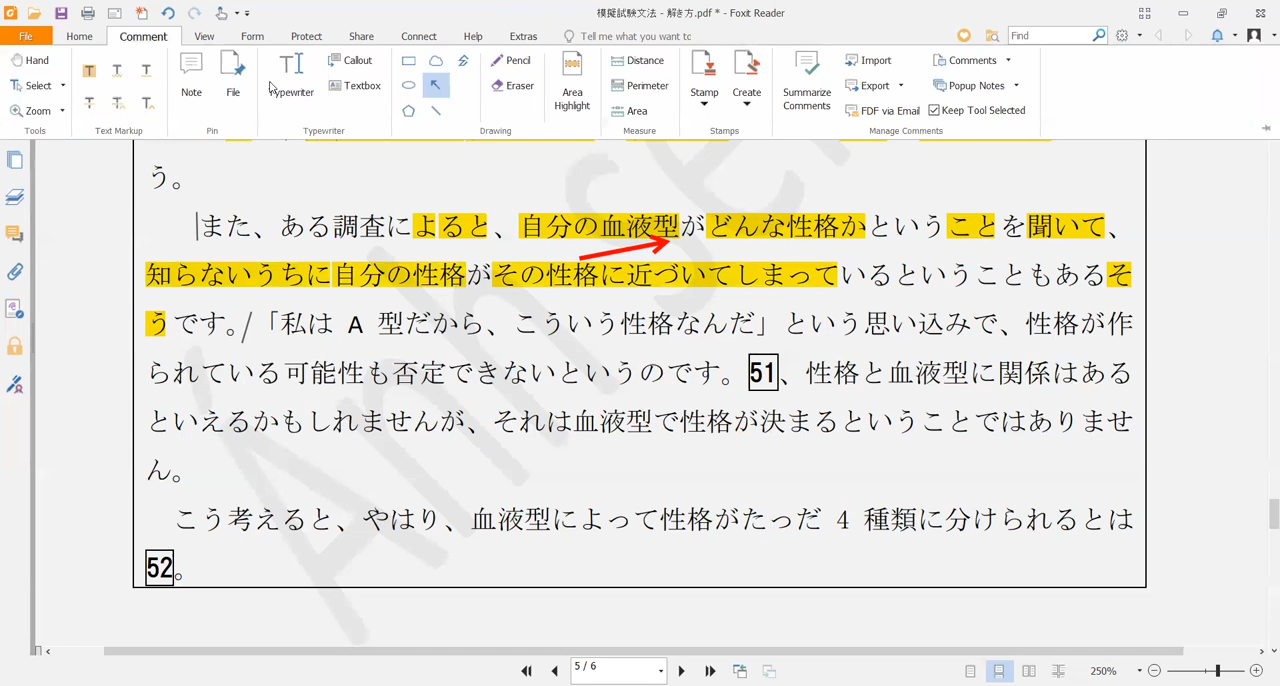 模擬試験文法 - 解き方.pdf * - Foxit Reader
File Home Comment View Form Protect Share Connect Help Extras Tell me what you want to Find
Hand
Select
Zoom
Tools
T T T
T T T
Text Markup
Note File
Pin
Typewriter
Callout
Textbox
Typewriter
Pencil
Eraser
Drawing
Area Highlight
Distance
Perimeter
Area
Measure
Stamp Create
Stamps
Summarize Comments
Import
Export
FDF via Email
Comments
Popup Notes
Keep Tool Selected
Manage Comments
う。
また、ある調査によると、自分の血液型がどんな性格かということを聞いて、
知らないうちに自分の性格がその性格に近づいてしまっているということもあるそ
うです。/「私は A 型だから、こういう性格なんだ」という思い込みで、性格が作
られている可能性も否定できないというのです。51、性格と血液型に関係はある
といえるかもしれませんが、それは血液型で性格が決まるということではありませ
ん。
こう考えると、やはり、血液型によって性格がたっだ 4 種類に分けられるとは
52。
5 / 6
250%